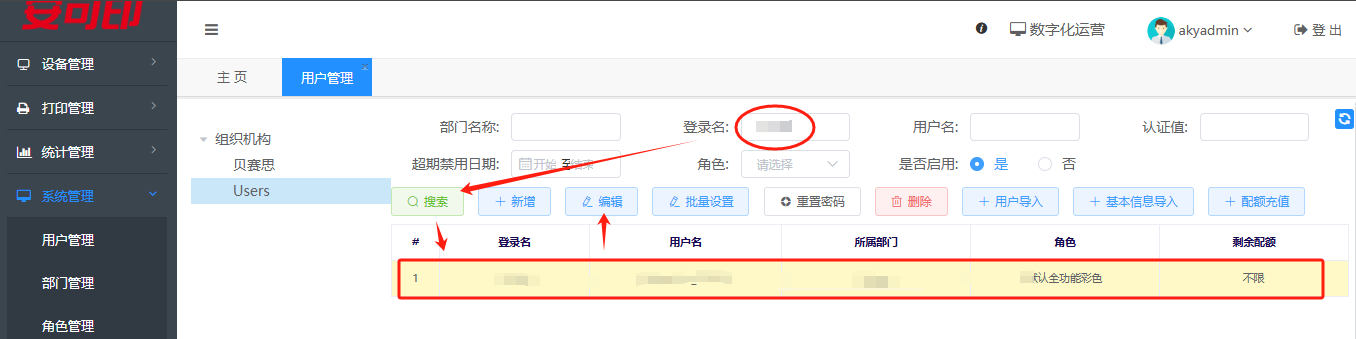 安可印
数字化运营 akyadmin 登 出
设备管理
打印管理
统计管理
系统管理
用户管理
部门管理
角色管理
主 页 用户管理
组织机构
贝赛思
Users
部门名称: 登录名: 用户名: 认证值:
超期禁用日期: 开始 至 结束 角色: 请选择 是否启用: 是 否
搜索 新增 编辑 批量设置 重置密码 删除 用户导入 基本信息导入 配额充值
# 登录名 用户名 所属部门 角色 剩余配额
1 认全功能彩色 不限